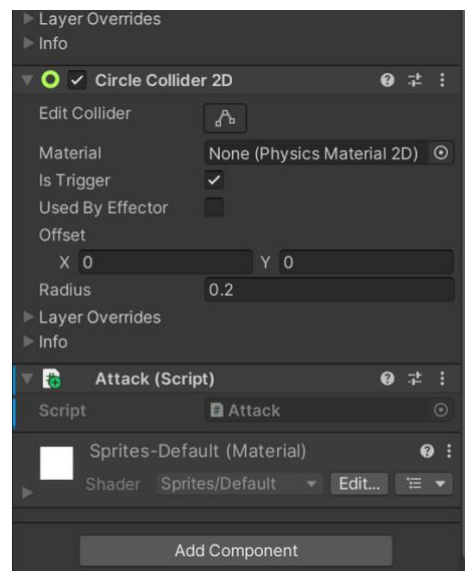 Layer Overrides
Info
Circle Collider 2D
Edit Collider
Material None (Physics Material 2D)
Is Trigger
Used By Effector
Offset
X 0 Y 0
Radius 0.2
Layer Overrides
Info
Attack (Script)
Script Attack
Sprites-Default (Material)
Shader Sprites/Default Edit...
Add Component